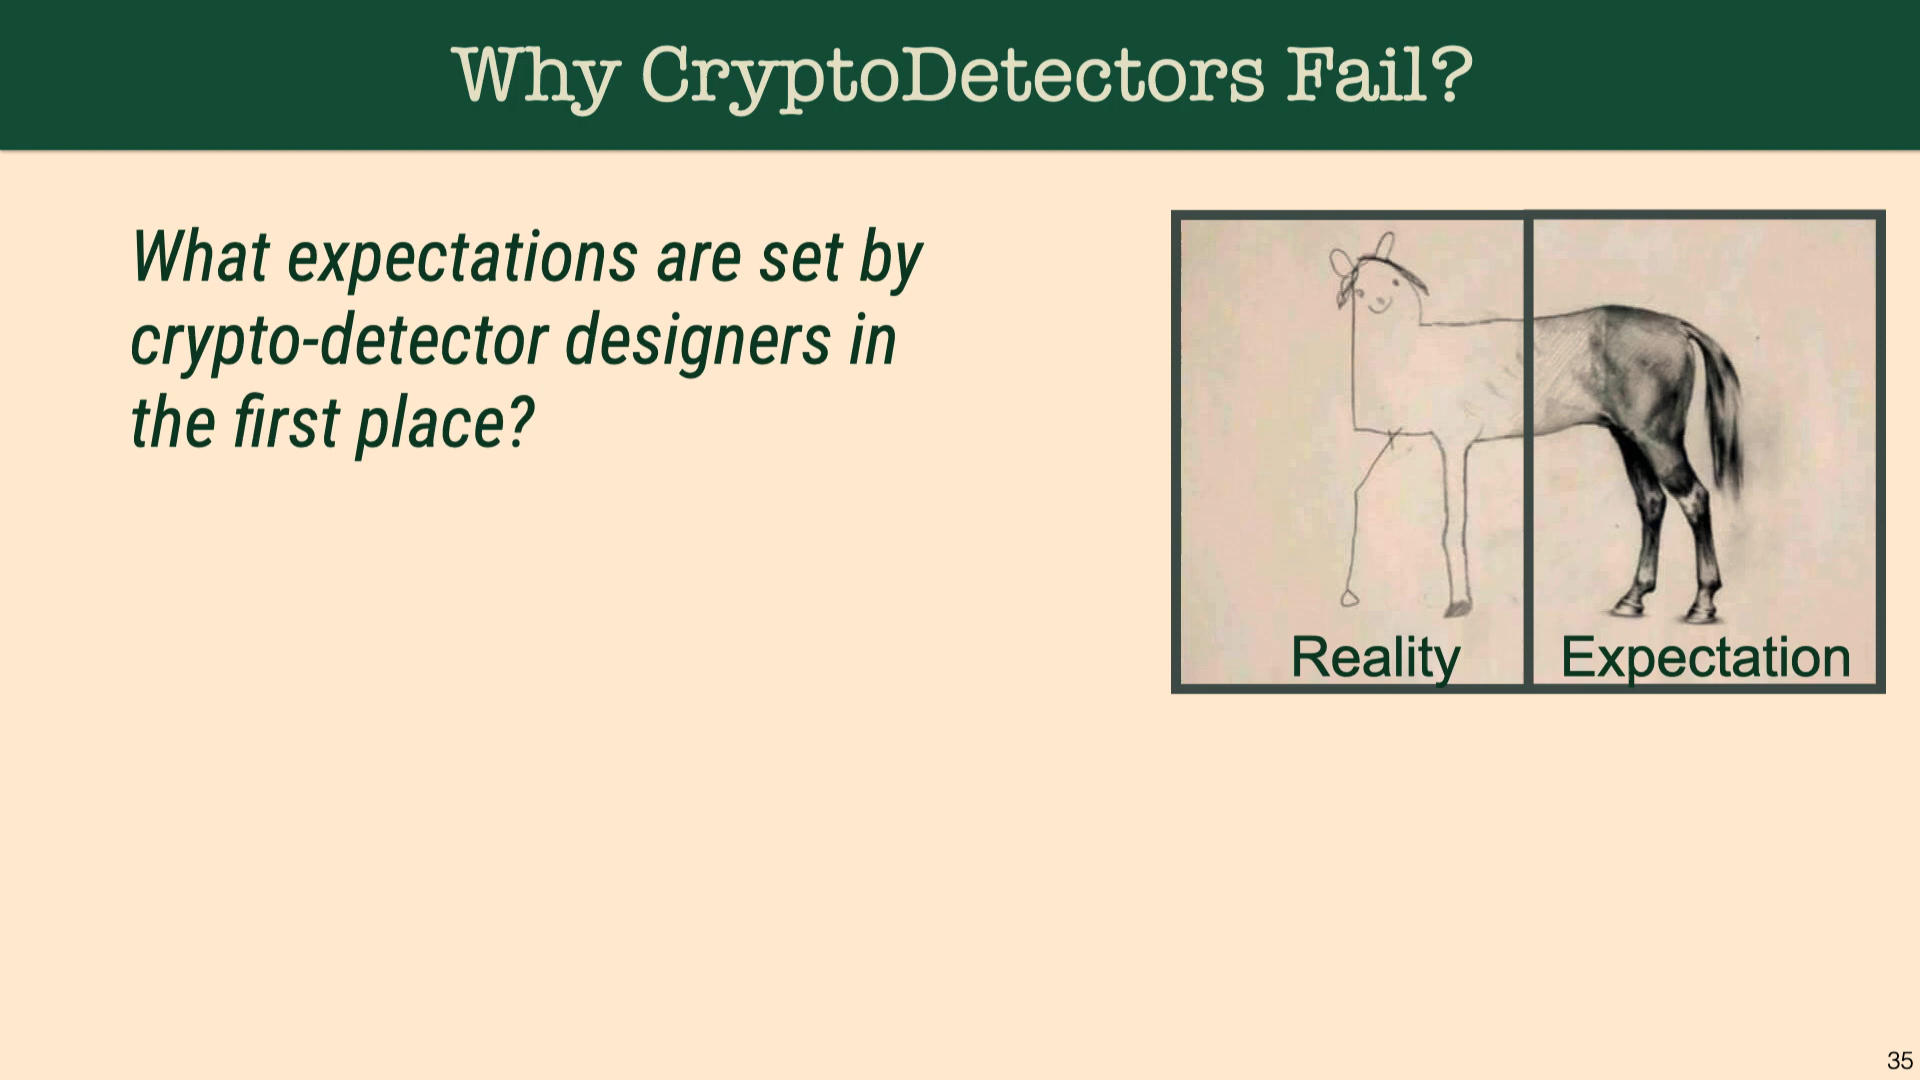 Why CryptoDetectors Fail?
What expectations are set by
crypto-detector designers in
the first place?
Reality
Expectation
35